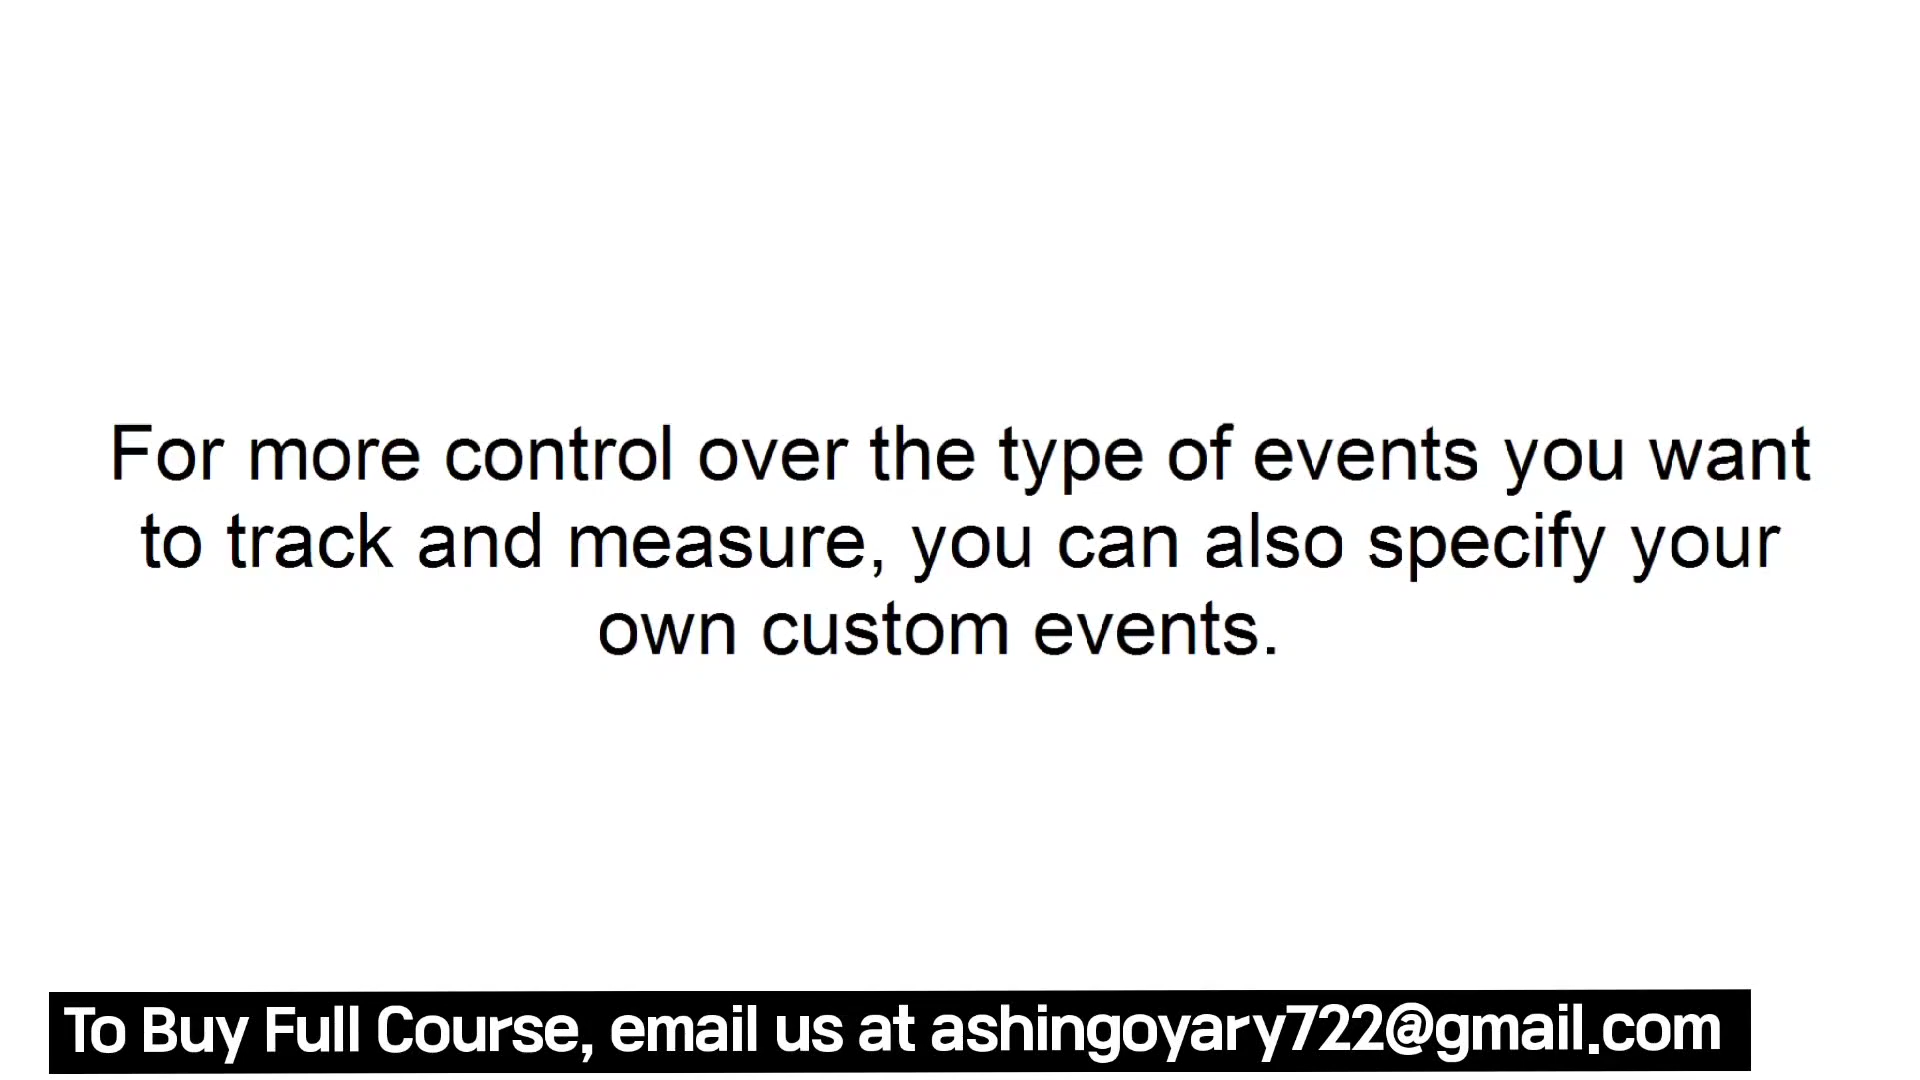 For more control over the type of events you want
to track and measure, you can also specify your
own custom events.
To Buy Full Course, email us at ashingoyary722@gmail.com